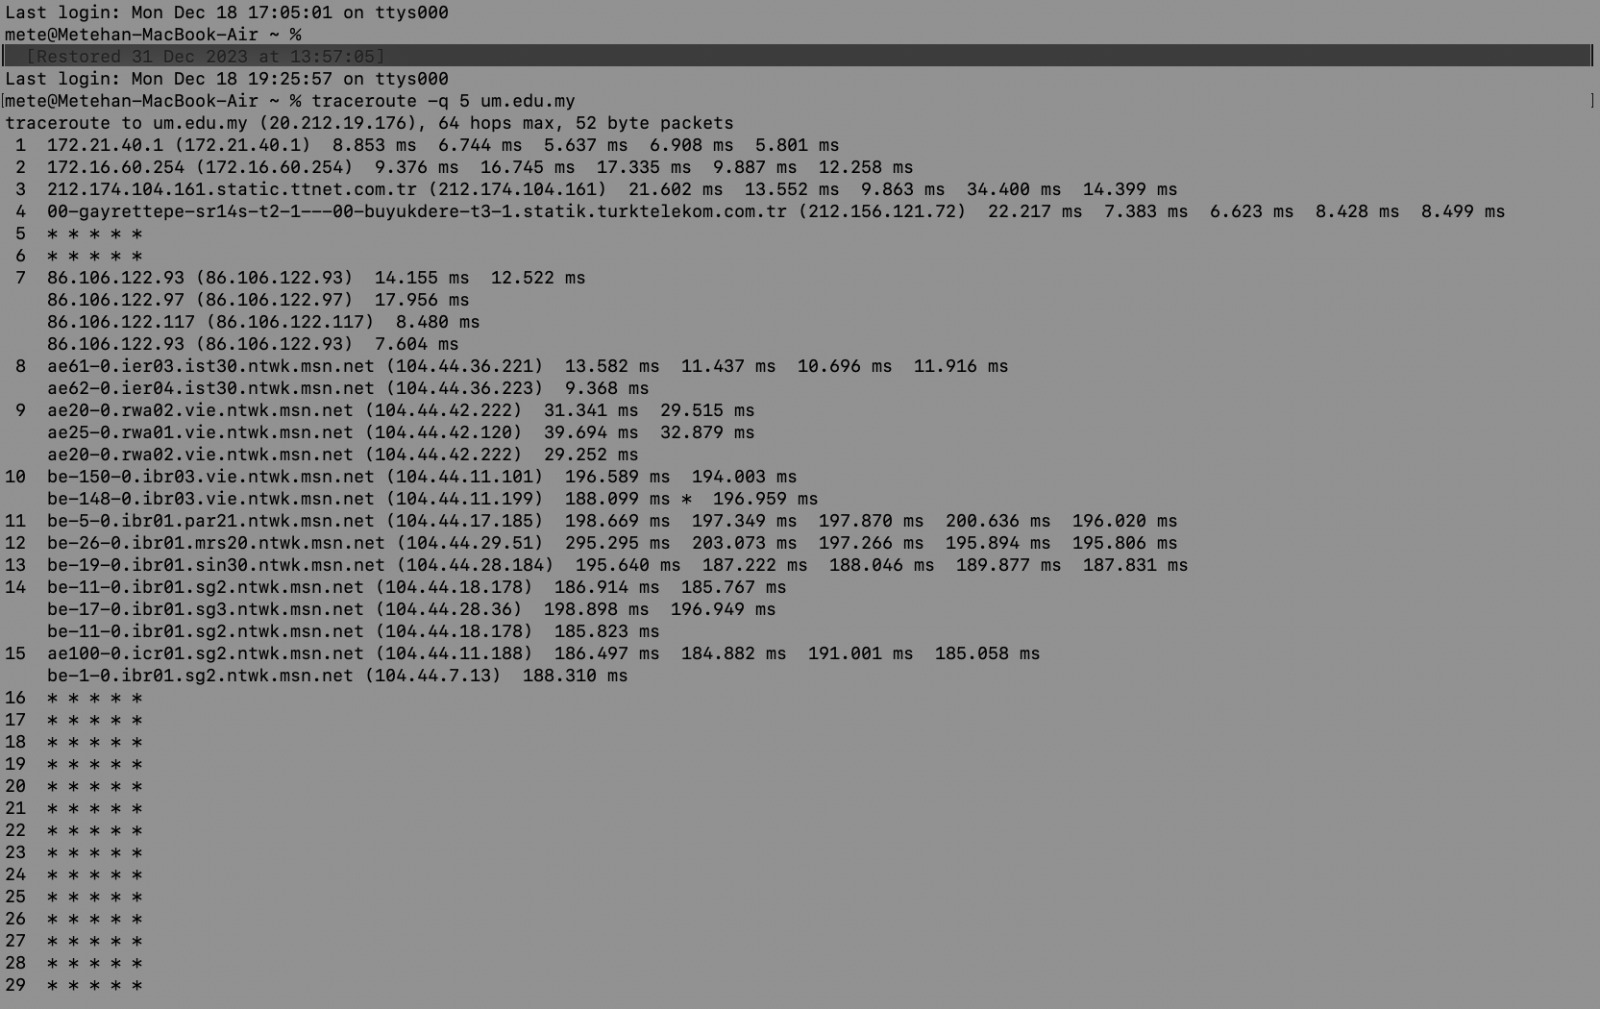 Last login: Mon Dec 18 17:05:01 on ttys000
mete@Metehan-MacBook-Air ~ %
[Restored 31 Dec 2023 at 13:57:05]
Last login: Mon Dec 18 19:25:57 on ttys000
[mete@Metehan-MacBook-Air ~ % traceroute -q 5 um.edu.my ]
traceroute to um.edu.my (20.212.19.176), 64 hops max, 52 byte packets
1 172.21.40.1 (172.21.40.1) 8.853 ms 6.744 ms 5.637 ms 6.908 ms 5.801 ms
2 172.16.60.254 (172.16.60.254) 9.376 ms 16.745 ms 17.335 ms 9.887 ms 12.258 ms
3 212.174.104.161.static.ttnet.com.tr (212.174.104.161) 21.602 ms 13.552 ms 9.863 ms 34.400 ms 14.399 ms
4 00-gayrettepe-sr14s-t2-1---00-buyukdere-t3-1.statik.turktelekom.com.tr (212.156.121.72) 22.217 ms 7.383 ms 6.623 ms 8.428 ms 8.499 ms
5 * * * * *
6 * * * * *
7 86.106.122.93 (86.106.122.93) 14.155 ms 12.522 ms
86.106.122.97 (86.106.122.97) 17.956 ms
86.106.122.117 (86.106.122.117) 8.480 ms
86.106.122.93 (86.106.122.93) 7.604 ms
8 ae61-0.ier03.ist30.ntwk.msn.net (104.44.36.221) 13.582 ms 11.437 ms 10.696 ms 11.916 ms
ae62-0.ier04.ist30.ntwk.msn.net (104.44.36.223) 9.368 ms
9 ae20-0.rwa02.vie.ntwk.msn.net (104.44.42.222) 31.341 ms 29.515 ms
ae25-0.rwa01.vie.ntwk.msn.net (104.44.42.120) 39.694 ms 32.879 ms
ae20-0.rwa02.vie.ntwk.msn.net (104.44.42.222) 29.252 ms
10 be-150-0.ibr03.vie.ntwk.msn.net (104.44.11.101) 196.589 ms 194.003 ms
be-148-0.ibr03.vie.ntwk.msn.net (104.44.11.199) 188.099 ms * 196.959 ms
11 be-5-0.ibr01.par21.ntwk.msn.net (104.44.17.185) 198.669 ms 197.349 ms 197.870 ms 200.636 ms 196.020 ms
12 be-26-0.ibr01.mrs20.ntwk.msn.net (104.44.29.51) 295.295 ms 203.073 ms 197.266 ms 195.894 ms 195.806 ms
13 be-19-0.ibr01.sin30.ntwk.msn.net (104.44.28.184) 195.640 ms 187.222 ms 188.046 ms 189.877 ms 187.831 ms
14 be-11-0.ibr01.sg2.ntwk.msn.net (104.44.18.178) 186.914 ms 185.767 ms
be-17-0.ibr01.sg3.ntwk.msn.net (104.44.28.36) 198.898 ms 196.949 ms
be-11-0.ibr01.sg2.ntwk.msn.net (104.44.18.178) 185.823 ms
15 ae100-0.icr01.sg2.ntwk.msn.net (104.44.11.188) 186.497 ms 184.882 ms 191.001 ms 185.058 ms
be-1-0.ibr01.sg2.ntwk.msn.net (104.44.7.13) 188.310 ms
16 * * * * *
17 * * * * *
18 * * * * *
19 * * * * *
20 * * * * *
21 * * * * *
22 * * * * *
23 * * * * *
24 * * * * *
25 * * * * *
26 * * * * *
27 * * * * *
28 * * * * *
29 * * * * *